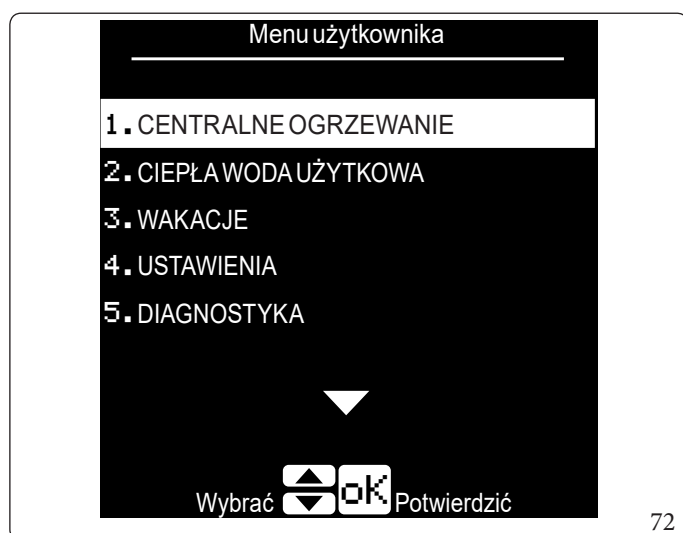 Menu użytkownika
1. CENTRALNE OGRZEWANIE
2. CIEPŁA WODA UŻYTKOWA
3. WAKACJE
4. USTAWIENIA
5. DIAGNOSTYKA
Wybrać oK Potwierdzić
72